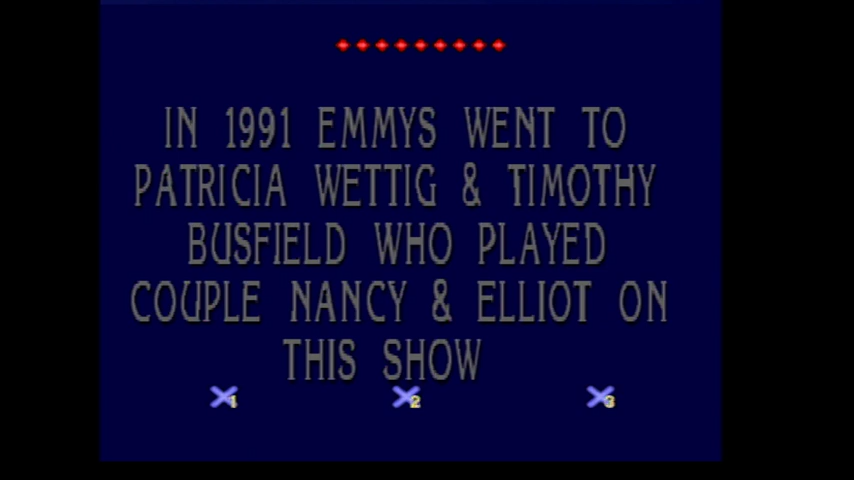 IN 1991 EMMYS WENT TO
PATRICIA WETTIG & TIMOTHY
BUSFIELD WHO PLAYED
COUPLE NANCY & ELLIOT ON
THIS SHOW
1 2 3